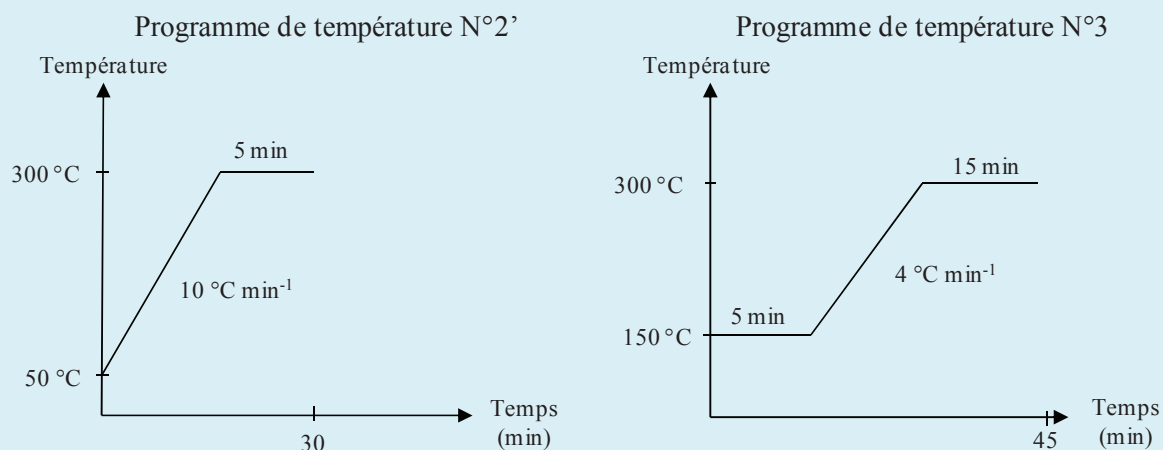 Programme de température N°2’
Température
5 min
300 °C
10 °C min-1
50 °C
30
Temps
(min)
Programme de température N°3
Température
15 min
300 °C
4 °C min-1
5 min
150 °C
45
Temps
(min)